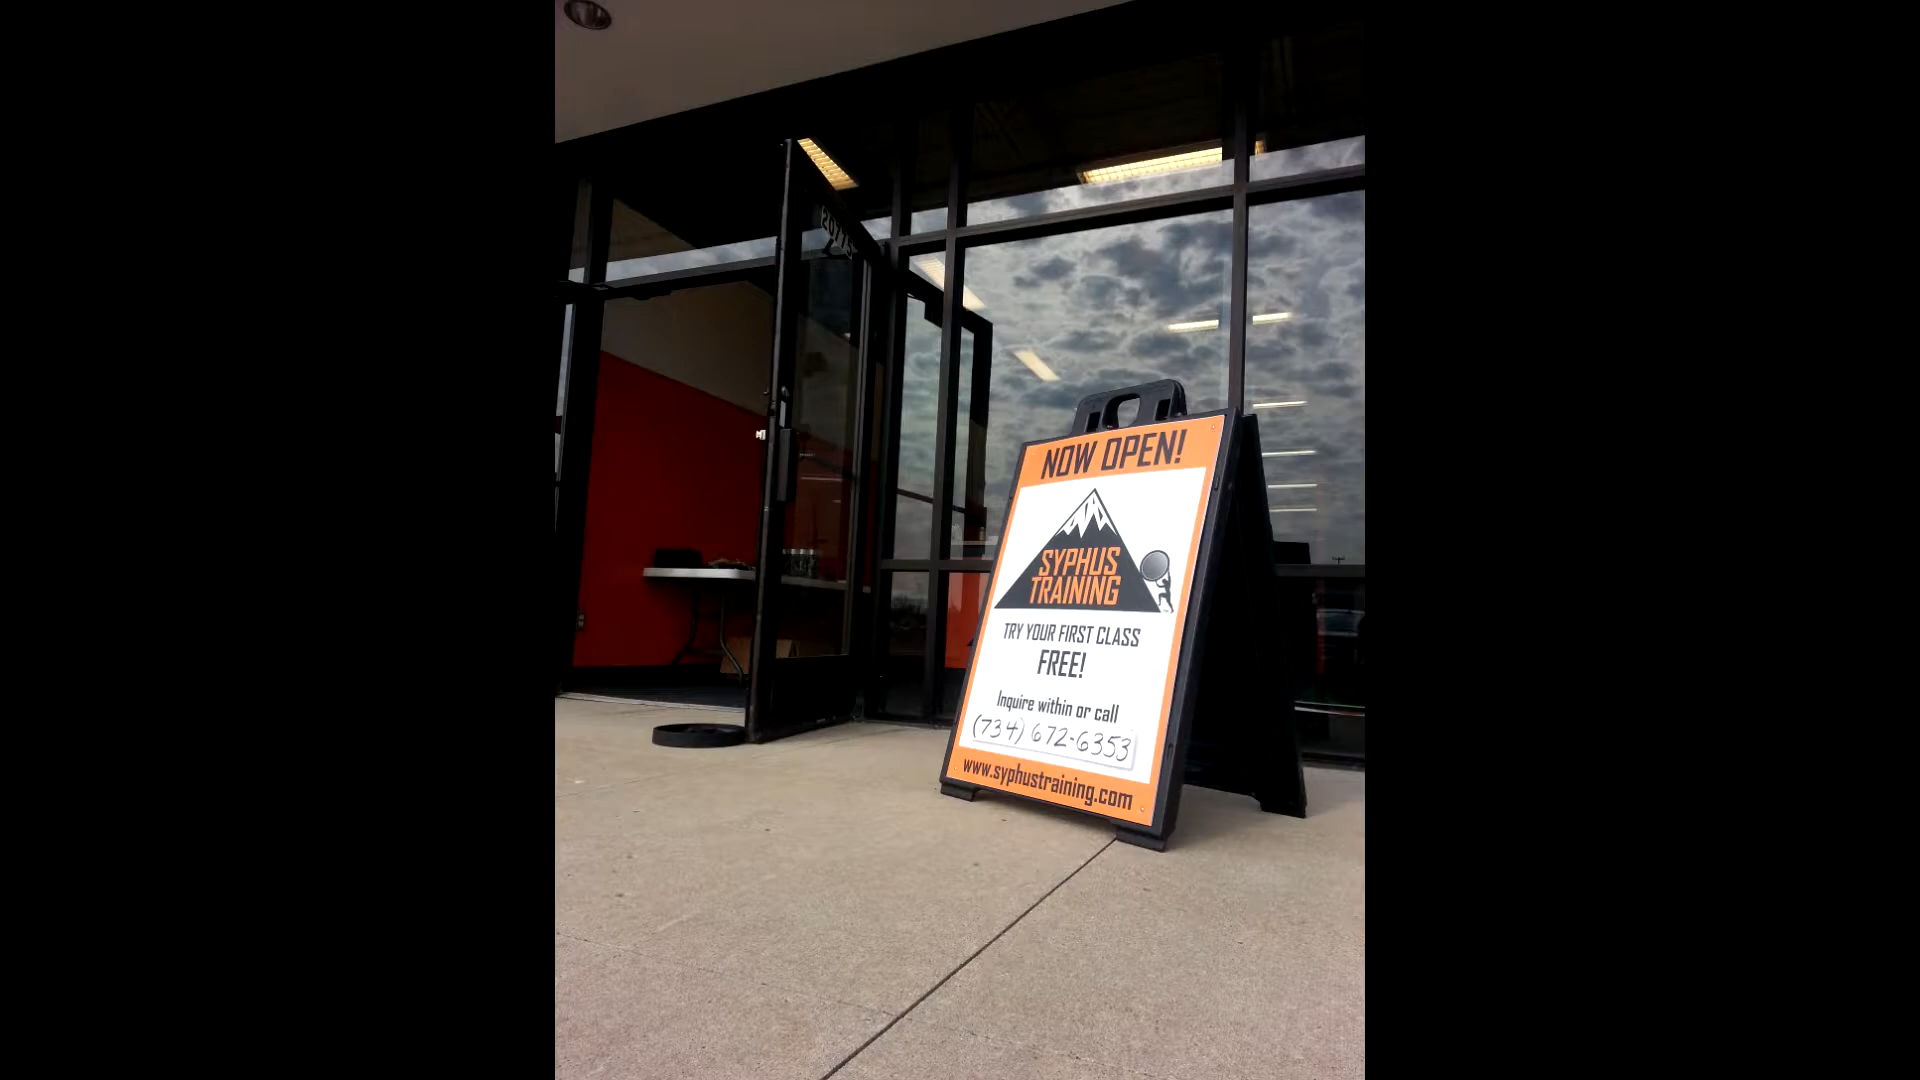 20775
NOW OPEN!
SYPHUS
TRAINING
TRY YOUR FIRST CLASS
FREE!
Inquire within or call
(734) 672-6353
www.syphustraining.com